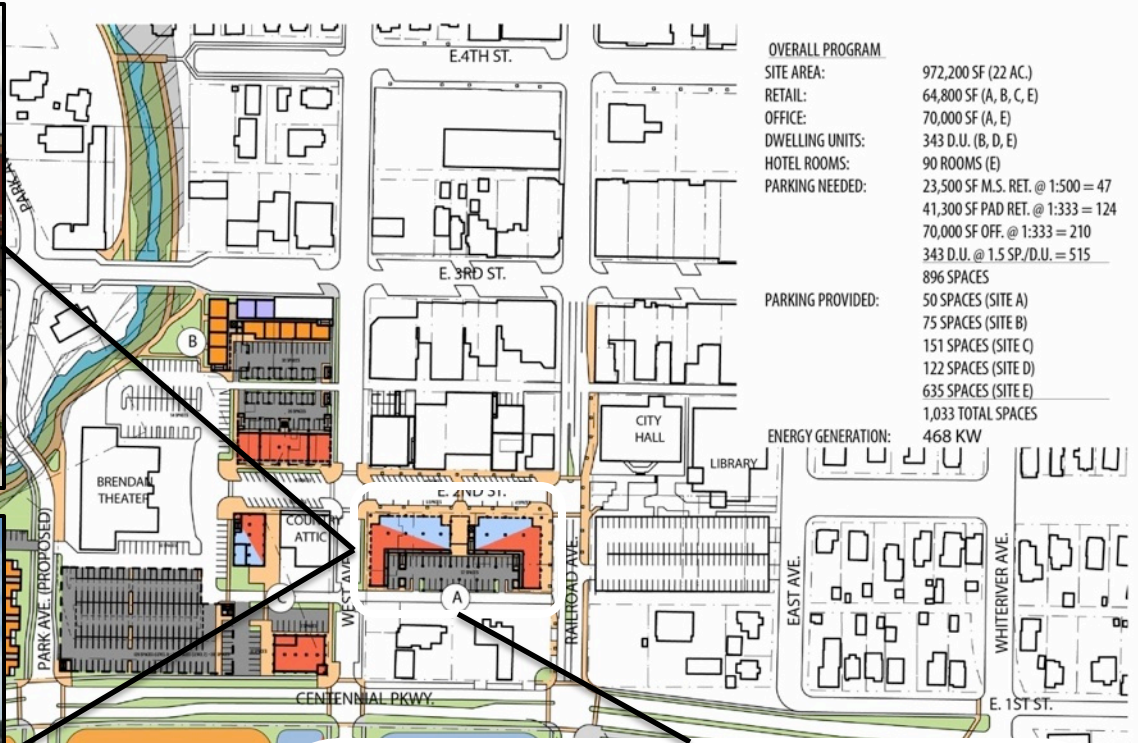 E.4TH ST.
OVERALL PROGRAM
SITE AREA: 972,200 SF (22 AC.)
RETAIL: 64,800 SF (A, B, C, E)
OFFICE: 70,000 SF (A, E)
DWELLING UNITS: 343 D.U. (B, D, E)
HOTEL ROOMS: 90 ROOMS (E)
PARKING NEEDED: 23,500 SF M.S. RET. @ 1:500 = 47
41,300 SF PAD RET. @ 1:333 = 124
70,000 SF OFF. @ 1:333 = 210
343 D.U. @ 1.5 SP./D.U. = 515
896 SPACES
PARKING PROVIDED: 50 SPACES (SITE A)
75 SPACES (SITE B)
151 SPACES (SITE C)
122 SPACES (SITE D)
635 SPACES (SITE E)
1,033 TOTAL SPACES
ENERGY GENERATION: 468 KW
E. 3RD ST.
B
CITY
HALL
LIBRARY
BRENDAN
THEATER
E. 2ND ST.
COUNTRY
ATTIC
PARK AVE. (PROPOSED)
WEST AVE.
RAILROAD AVE.
EAST AVE.
WHITERIVER AVE.
C
A
CENTENNIAL PKWY.
E. 1ST ST.